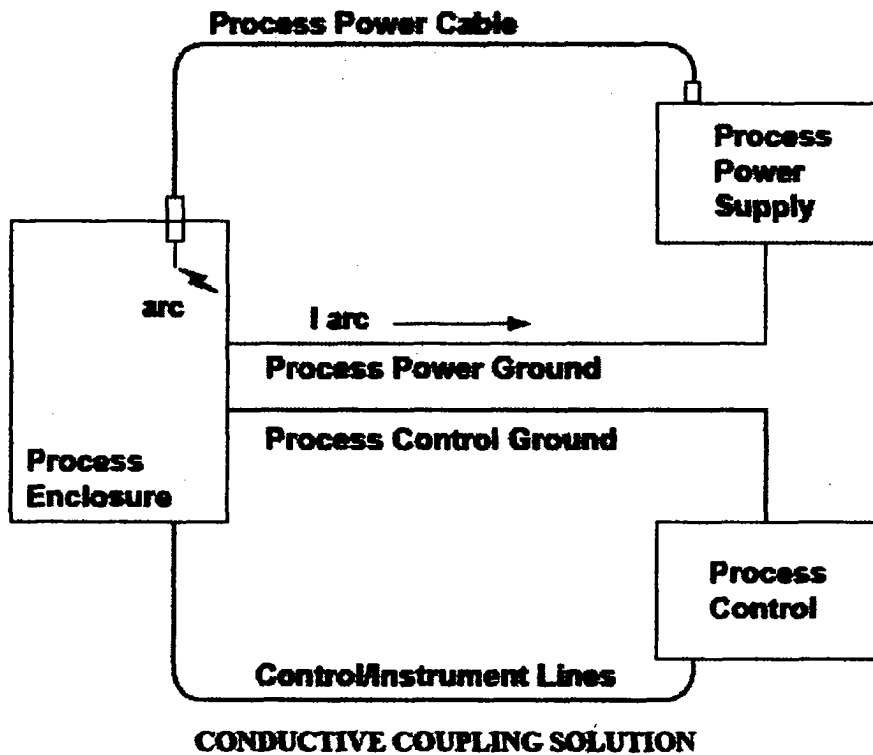 Process Power Cable
Process
Power
Supply
arc
I arc
Process Power Ground
Process Control Ground
Process
Enclosure
Process
Control
Control/Instrument Lines
CONDUCTIVE COUPLING SOLUTION